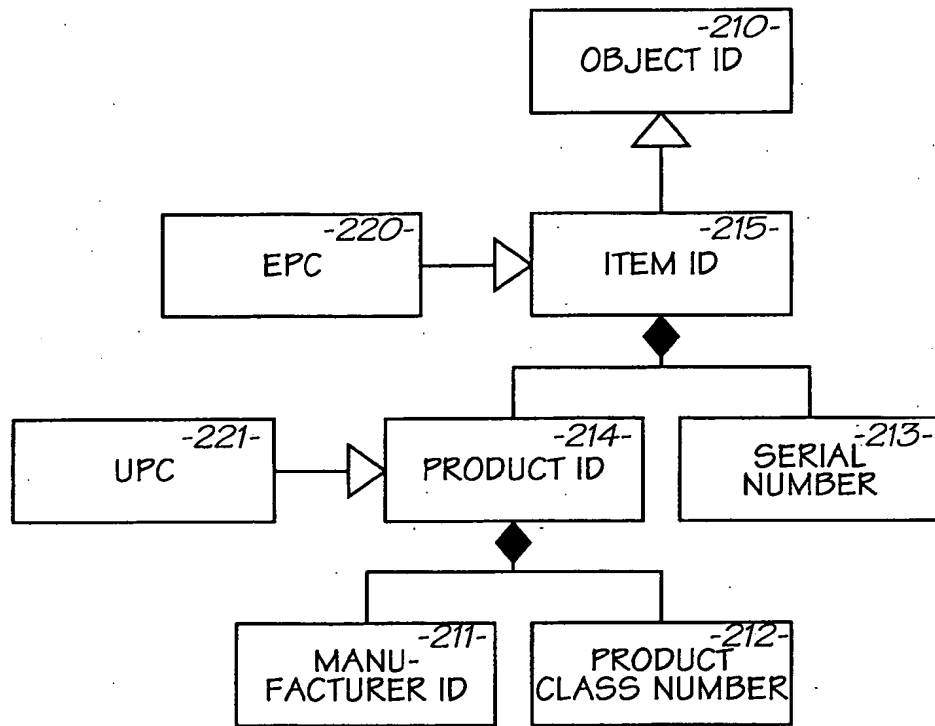 -210-
OBJECT ID
-220-
EPC
-215-
ITEM ID
-221-
UPC
-214-
PRODUCT ID
-213-
SERIAL
NUMBER
-211-
MANU-
FACTURER ID
-212-
PRODUCT
CLASS NUMBER